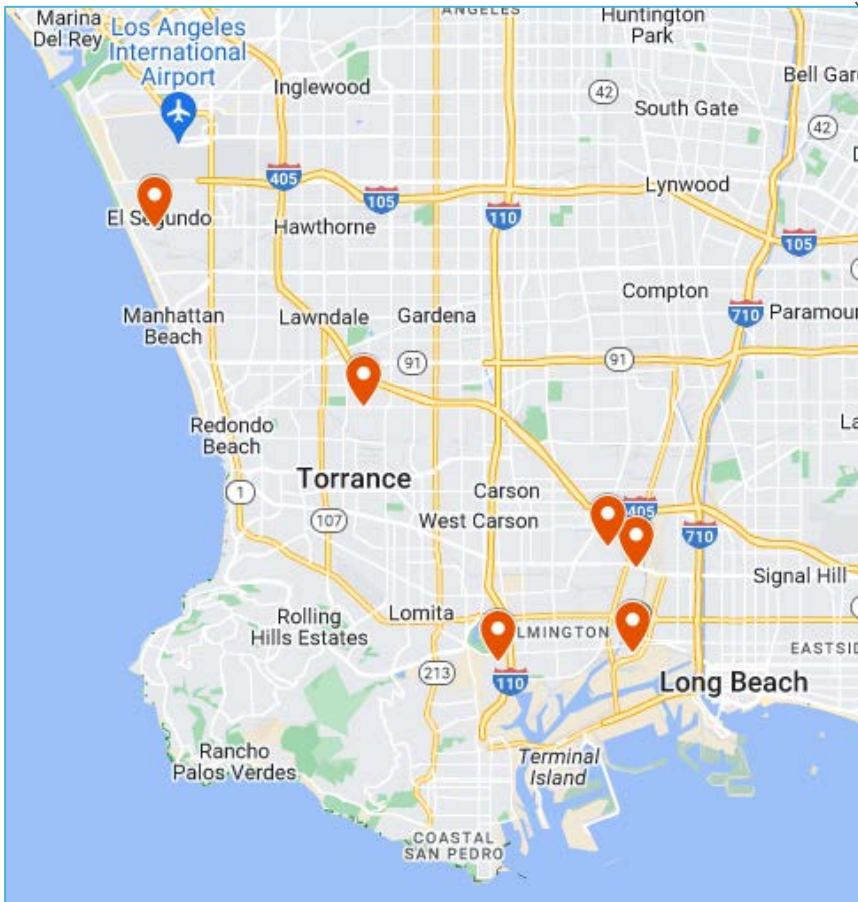 ANGELES
Marina
Del Rey
Los Angeles
International
Airport
Huntington
Park
Inglewood
42
South Gate
Bell Gar
42
405
105
Lynwood
El Segundo
Hawthorne
110
105
Compton
710
Paramour
Manhattan
Beach
Lawndale
Gardena
91
91
Redondo
Beach
La
Torrance
1
107
Carson
West Carson
405
710
Signal Hill
Rolling
Hills Estates
Lomita
LMINGTON
EASTSID
213
110
Long Beach
Rancho
Palos Verdes
Terminal
Island
COASTAL
SAN PEDRO